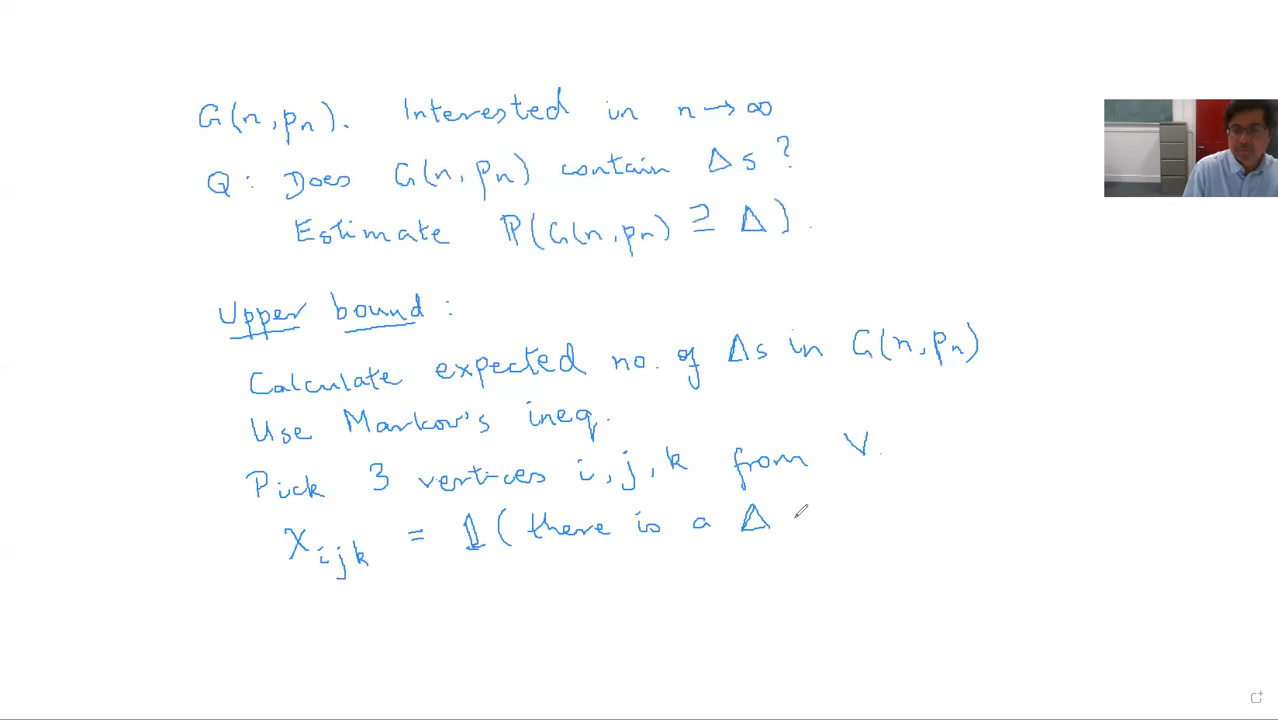 G(n, pₙ). Interested in n → ∞
Q: Does G(n, pₙ) contain Δs?
Estimate ℙ(G(n, pₙ) ⊇ Δ).
Upper bound:
Calculate expected no. of Δs in G(n, pₙ)
Use Markov's ineq.
Pick 3 vertices i, j, k from V.
X_ijk = 𝟙(there is a Δ